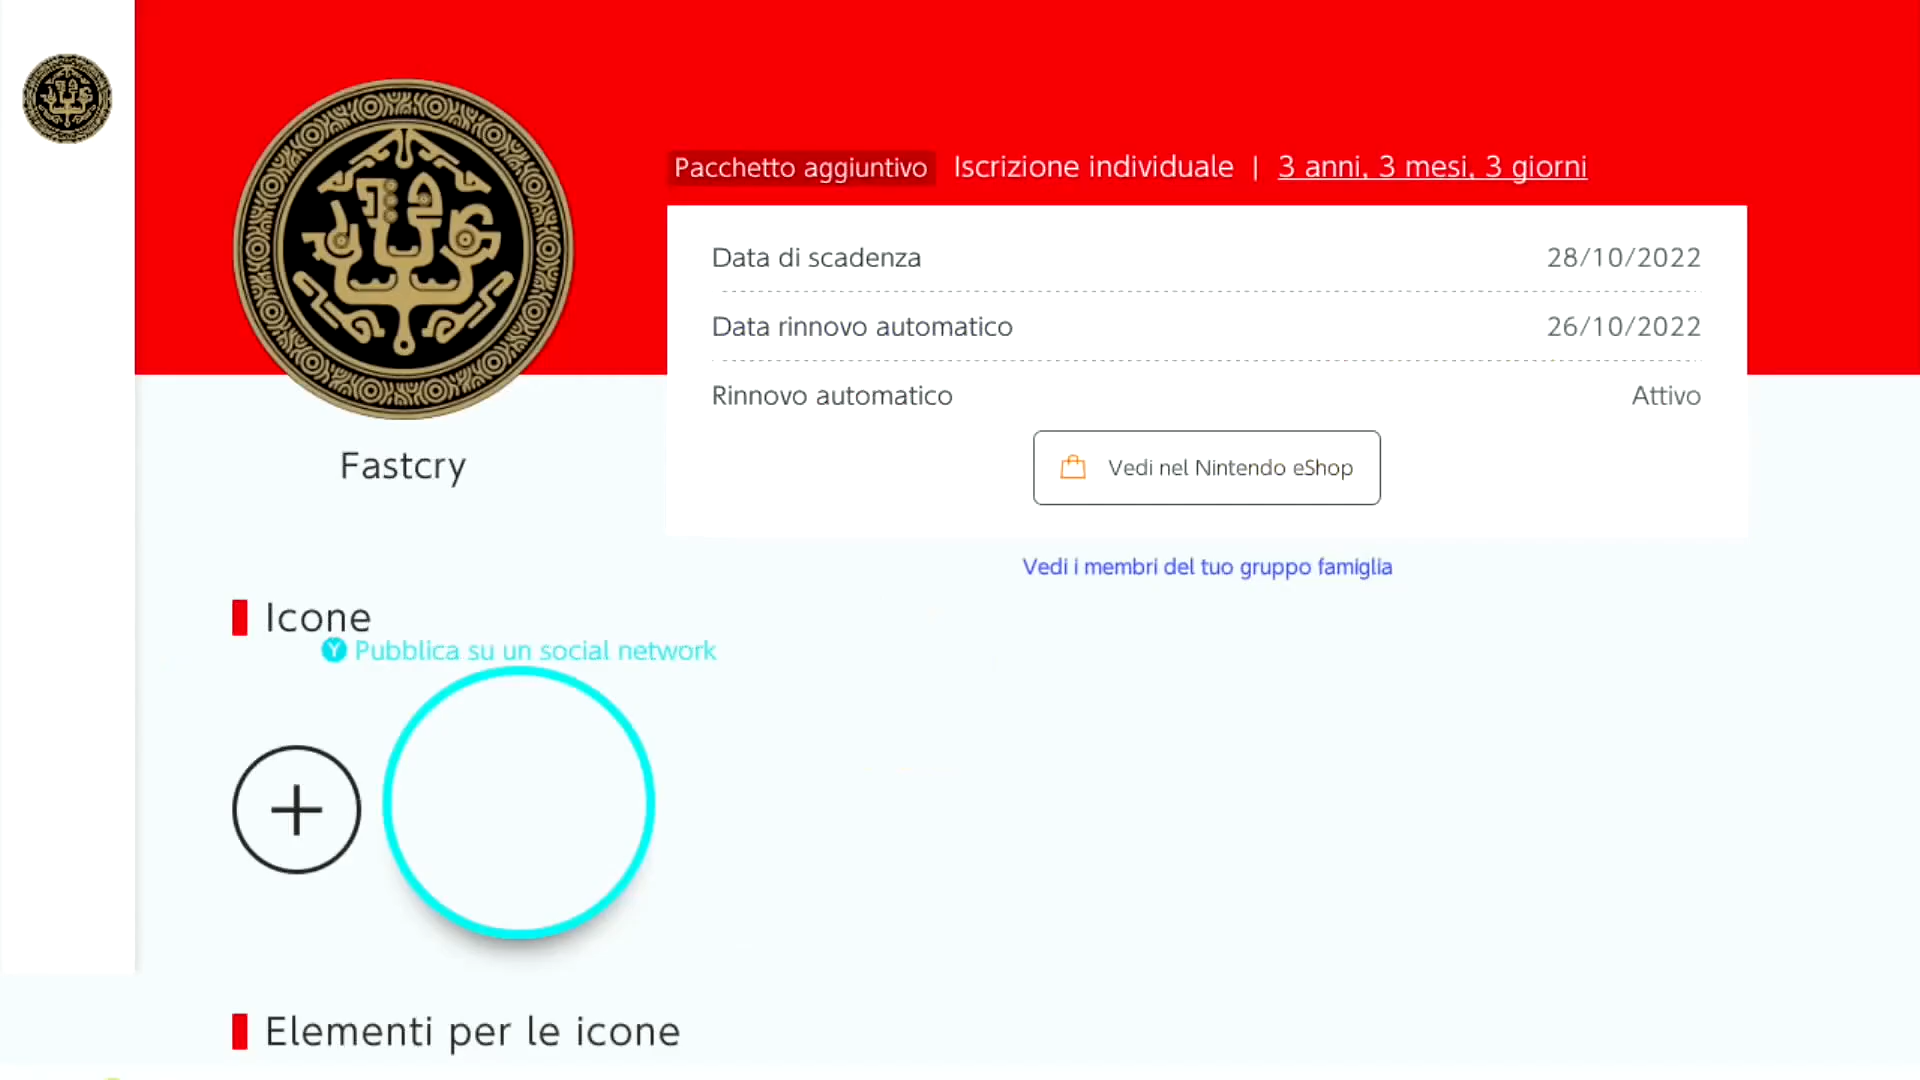 Pacchetto aggiuntivo Iscrizione individuale | 3 anni, 3 mesi, 3 giorni
Data di scadenza 28/10/2022
Data rinnovo automatico 26/10/2022
Rinnovo automatico Attivo
Vedi nel Nintendo eShop
Fastcry
Vedi i membri del tuo gruppo famiglia
Icone
Y Pubblica su un social network
Elementi per le icone